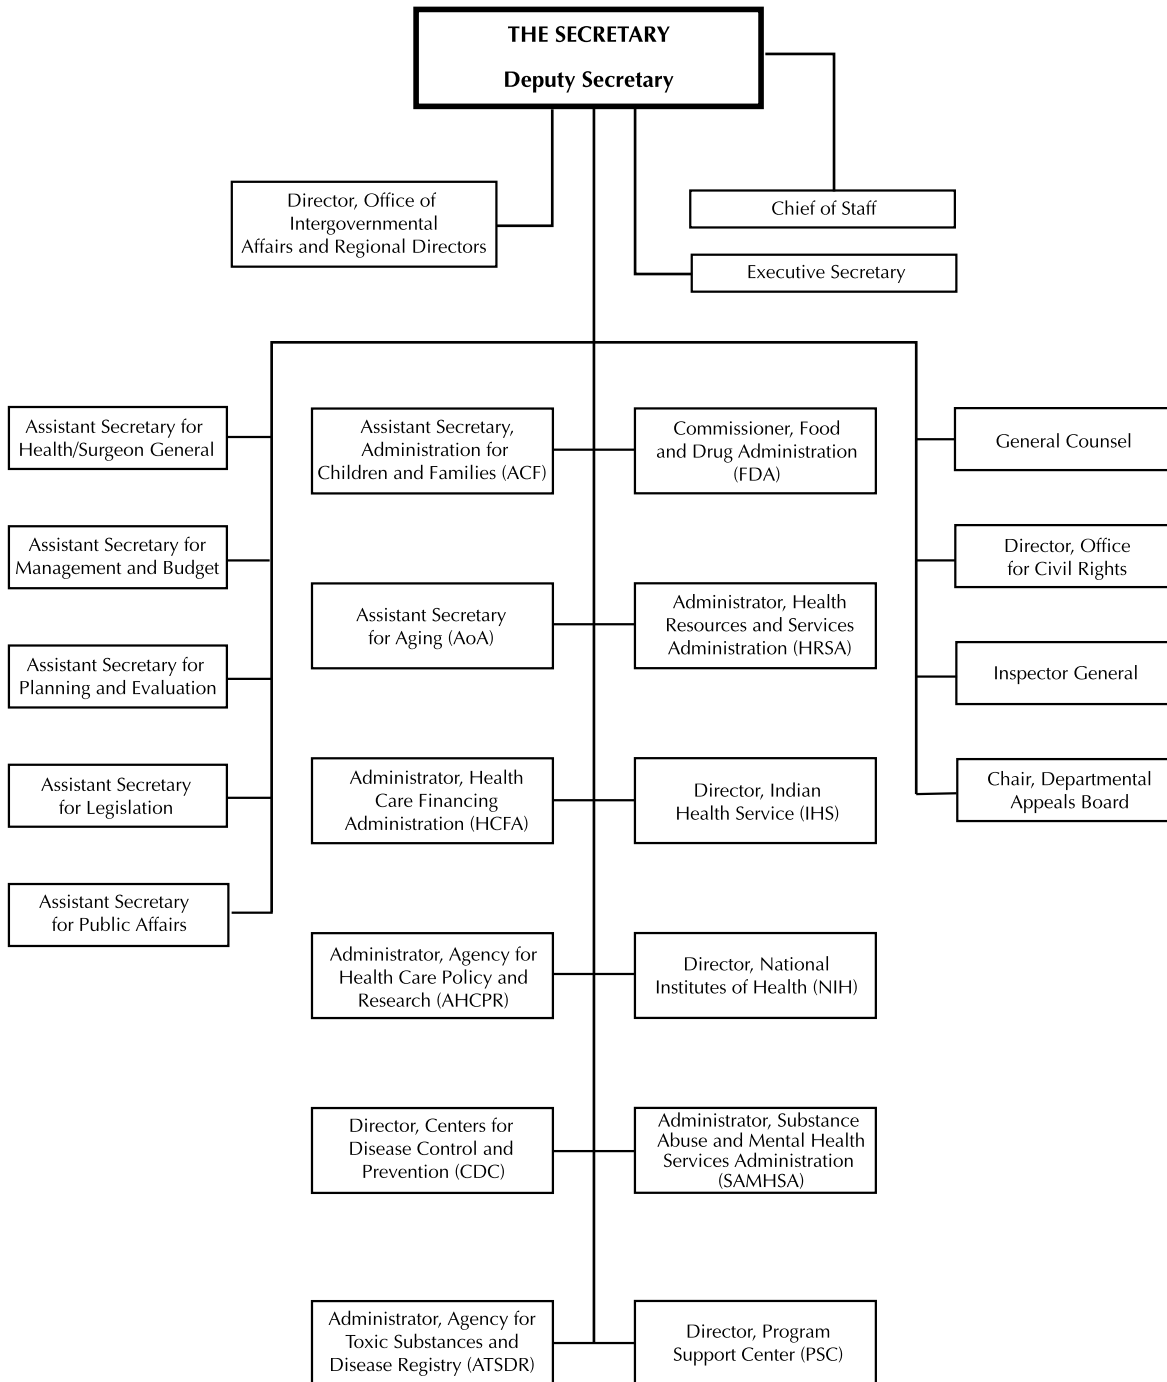 THE SECRETARY
Deputy Secretary
Director, Office of
Intergovernmental
Affairs and Regional Directors
Chief of Staff
Executive Secretary
Assistant Secretary for
Health/Surgeon General
Assistant Secretary,
Administration for
Children and Families (ACF)
Commissioner, Food
and Drug Administration
(FDA)
General Counsel
Assistant Secretary for
Management and Budget
Director, Office
for Civil Rights
Assistant Secretary
for Aging (AoA)
Administrator, Health
Resources and Services
Administration (HRSA)
Assistant Secretary for
Planning and Evaluation
Inspector General
Assistant Secretary
for Legislation
Administrator, Health
Care Financing
Administration (HCFA)
Director, Indian
Health Service (IHS)
Chair, Departmental
Appeals Board
Assistant Secretary
for Public Affairs
Administrator, Agency for
Health Care Policy and
Research (AHCPR)
Director, National
Institutes of Health (NIH)
Director, Centers for
Disease Control and
Prevention (CDC)
Administrator, Substance
Abuse and Mental Health
Services Administration
(SAMHSA)
Administrator, Agency for
Toxic Substances and
Disease Registry (ATSDR)
Director, Program
Support Center (PSC)